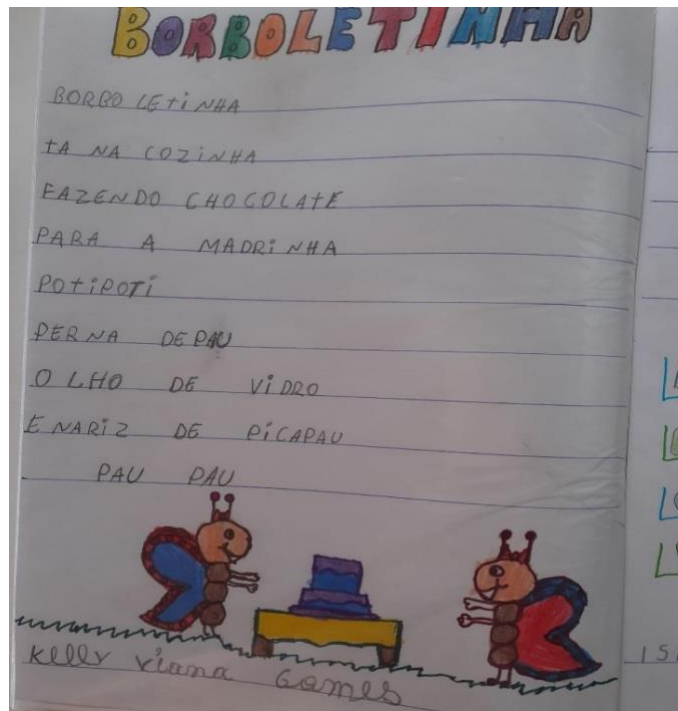 BORBOLETINHA
BORBOLETINHA
TA NA COZINHA
FAZENDO CHOCOLATE
PARA A MADRINHA
POTIPOTI
PERNA DE PAU
OLHO DE VIDRO
E NARIZ DE PICAPAU
PAU PAU
Kelly Viana Gomes
15